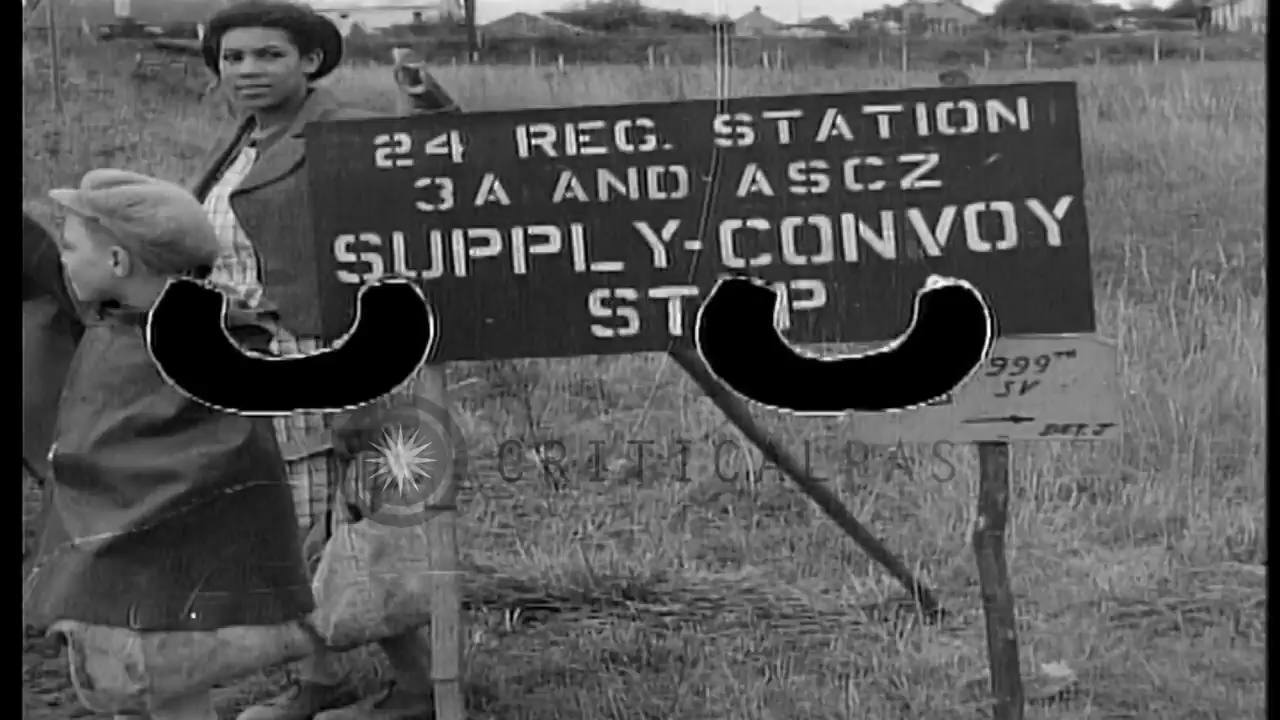 24 REG. STATION
3A AND ASCZ
SUPPLY-CONVOY
STOP
999TH
SV
DET. J
CRITICALPAS